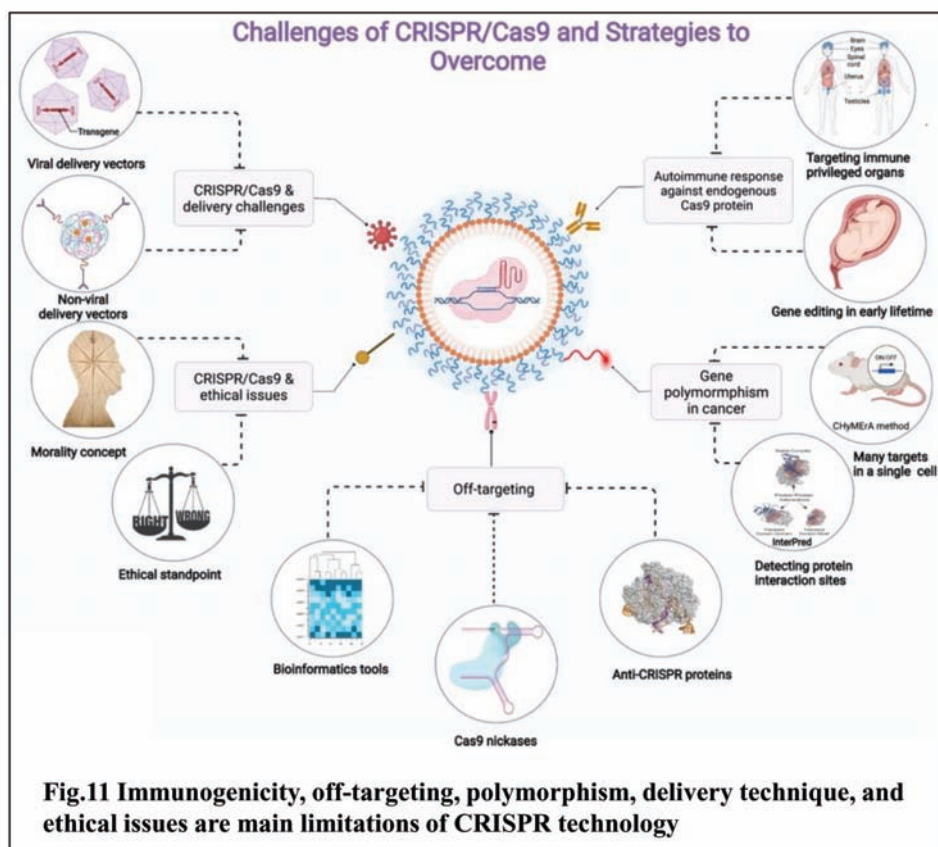 Challenges of CRISPR/Cas9 and Strategies to
Overcome
Transgene
Viral delivery vectors
CRISPR/Cas9 &
delivery challenges
Non-viral
delivery vectors
CRISPR/Cas9 &
ethical issues
Morality concept
RIGHT WRONG
Ethical standpoint
Brain
Eyes
Spinal
cord
Uterus
Testicles
Targeting immune
privileged organs
Autoimmune response
against endogenous
Cas9 protein
Gene editing in early lifetime
Gene
polymormphism
in cancer
ON/OFF
CHyMErA method
Many targets
in a single cell
InterPred
Detecting protein
interaction sites
Off-targeting
Bioinformatics tools
Cas9 nickases
Anti-CRISPR proteins
Fig.11 Immunogenicity, off-targeting, polymorphism, delivery technique, and
ethical issues are main limitations of CRISPR technology